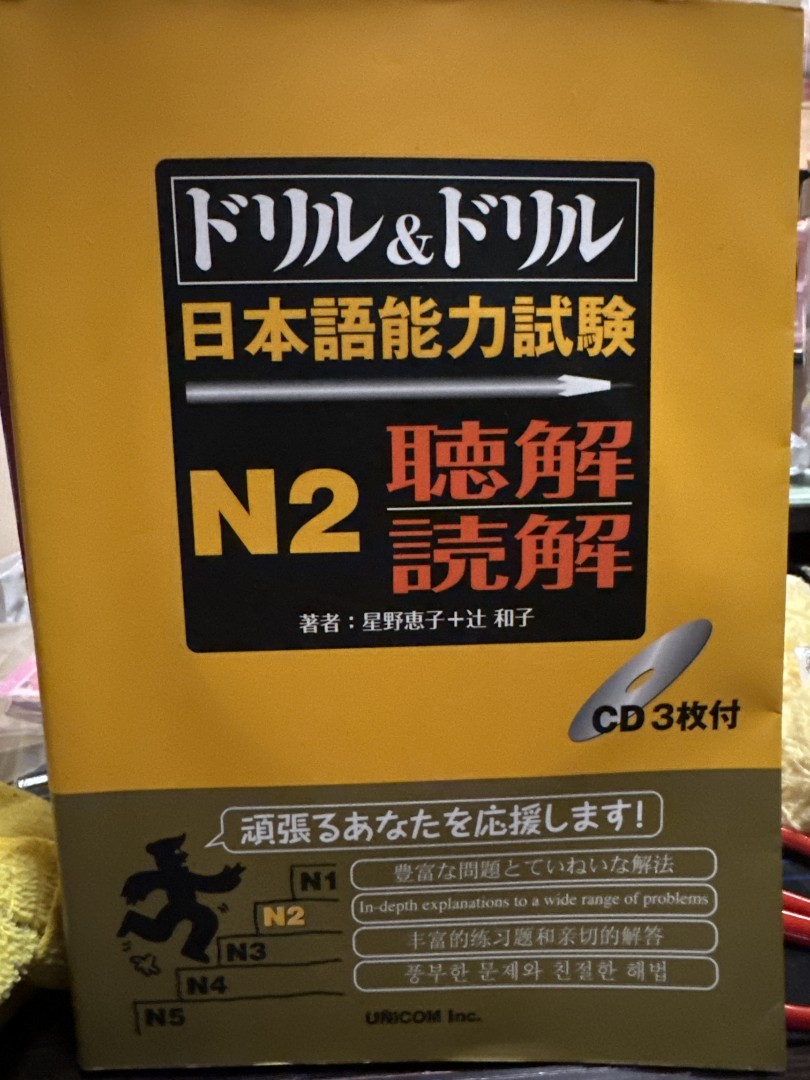 ドリル&ドリル
日本語能力試験
N2
聴解
読解
著者:星野恵子+辻 和子
CD 3枚付
頑張るあなたを応援します!
N1
N2
N3
N4
N5
豊富な問題とていねいな解法
In-depth explanations to a wide range of problems
丰富的练习题和亲切的解答
풍부한 문제와 친절한 해법
UNICOM Inc.